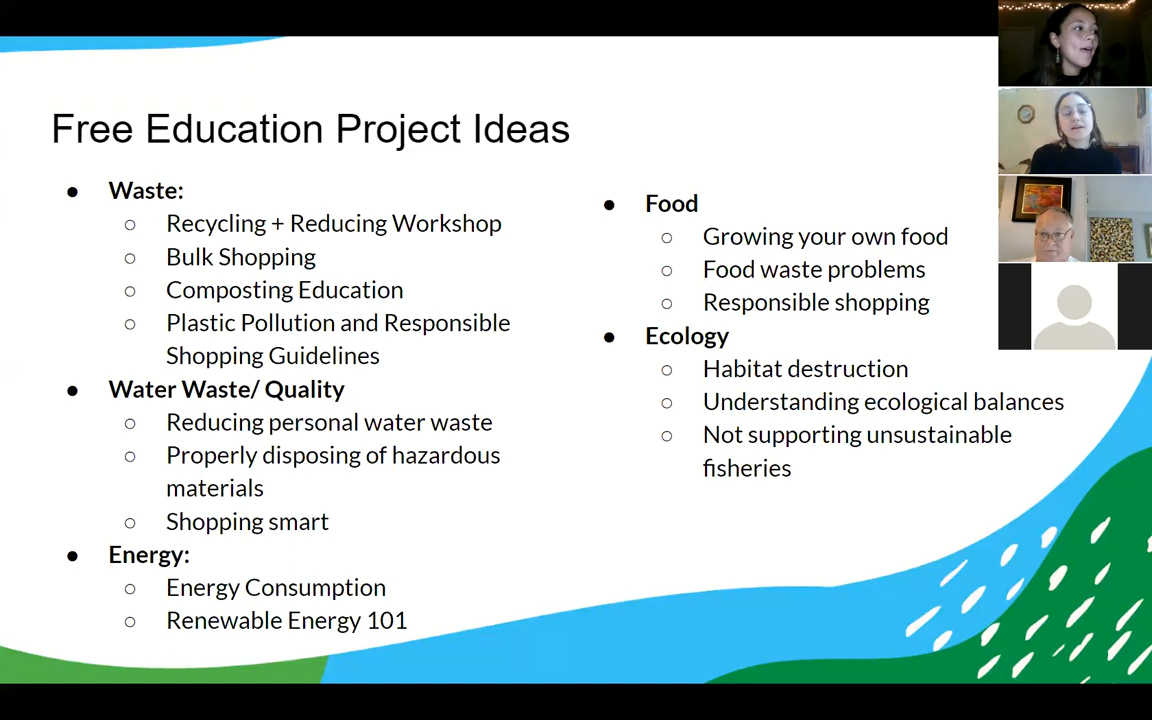 Free Education Project Ideas
● Waste:
○ Recycling + Reducing Workshop
○ Bulk Shopping
○ Composting Education
○ Plastic Pollution and Responsible
Shopping Guidelines
● Water Waste/ Quality
○ Reducing personal water waste
○ Properly disposing of hazardous
materials
○ Shopping smart
● Energy:
○ Energy Consumption
○ Renewable Energy 101
● Food
○ Growing your own food
○ Food waste problems
○ Responsible shopping
● Ecology
○ Habitat destruction
○ Understanding ecological balances
○ Not supporting unsustainable
fisheries